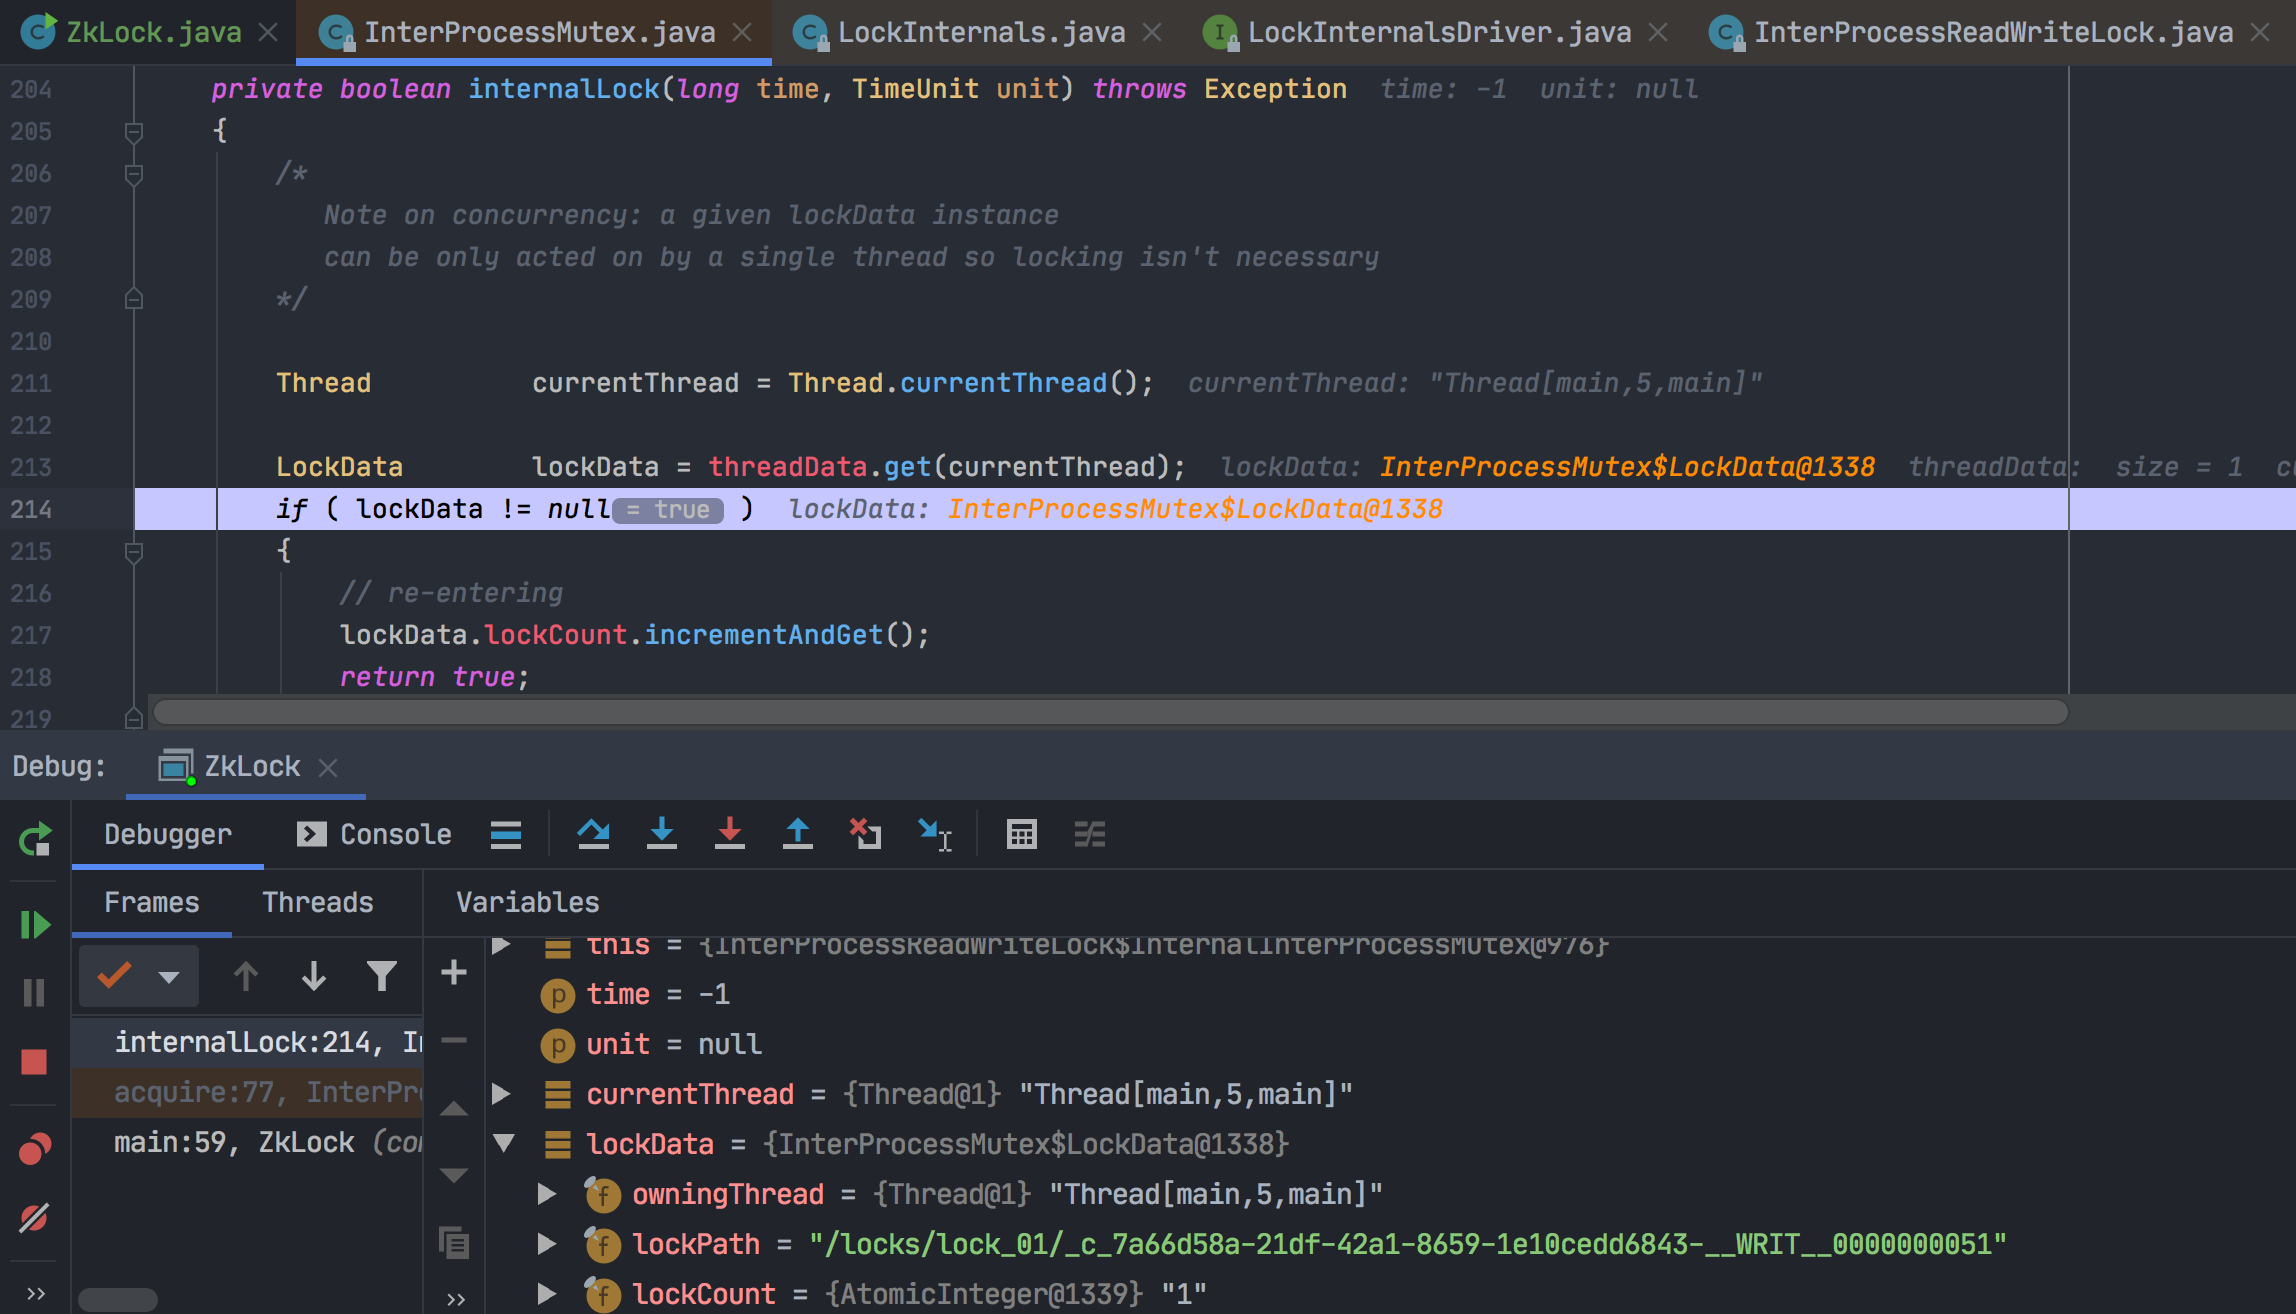 ZkLock.java InterProcessMutex.java LockInternals.java LockInternalsDriver.java InterProcessReadWriteLock.java
204 private boolean internalLock(long time, TimeUnit unit) throws Exception time: -1 unit: null
205 {
206 /*
207 Note on concurrency: a given lockData instance
208 can be only acted on by a single thread so locking isn't necessary
209 */
210
211 Thread currentThread = Thread.currentThread(); currentThread: "Thread[main,5,main]"
212
213 LockData lockData = threadData.get(currentThread); lockData: InterProcessMutex$LockData@1338 threadData: size = 1
214 if ( lockData != null = true ) lockData: InterProcessMutex$LockData@1338
215 {
216 // re-entering
217 lockData.lockCount.incrementAndGet();
218 return true;
219
Debug: ZkLock
Debugger Console
Frames Threads Variables
this = {InterProcessReadWriteLock$InternalInterProcessMutex@976}
time = -1
unit = null
internalLock:214, I
acquire:77, InterPr
main:59, ZkLock (co
currentThread = {Thread@1} "Thread[main,5,main]"
lockData = {InterProcessMutex$LockData@1338}
owningThread = {Thread@1} "Thread[main,5,main]"
lockPath = "/locks/lock_01/_c_7a66d58a-21df-42a1-8659-1e10cedd6843-__WRIT__0000000051"
lockCount = {AtomicInteger@1339} "1"